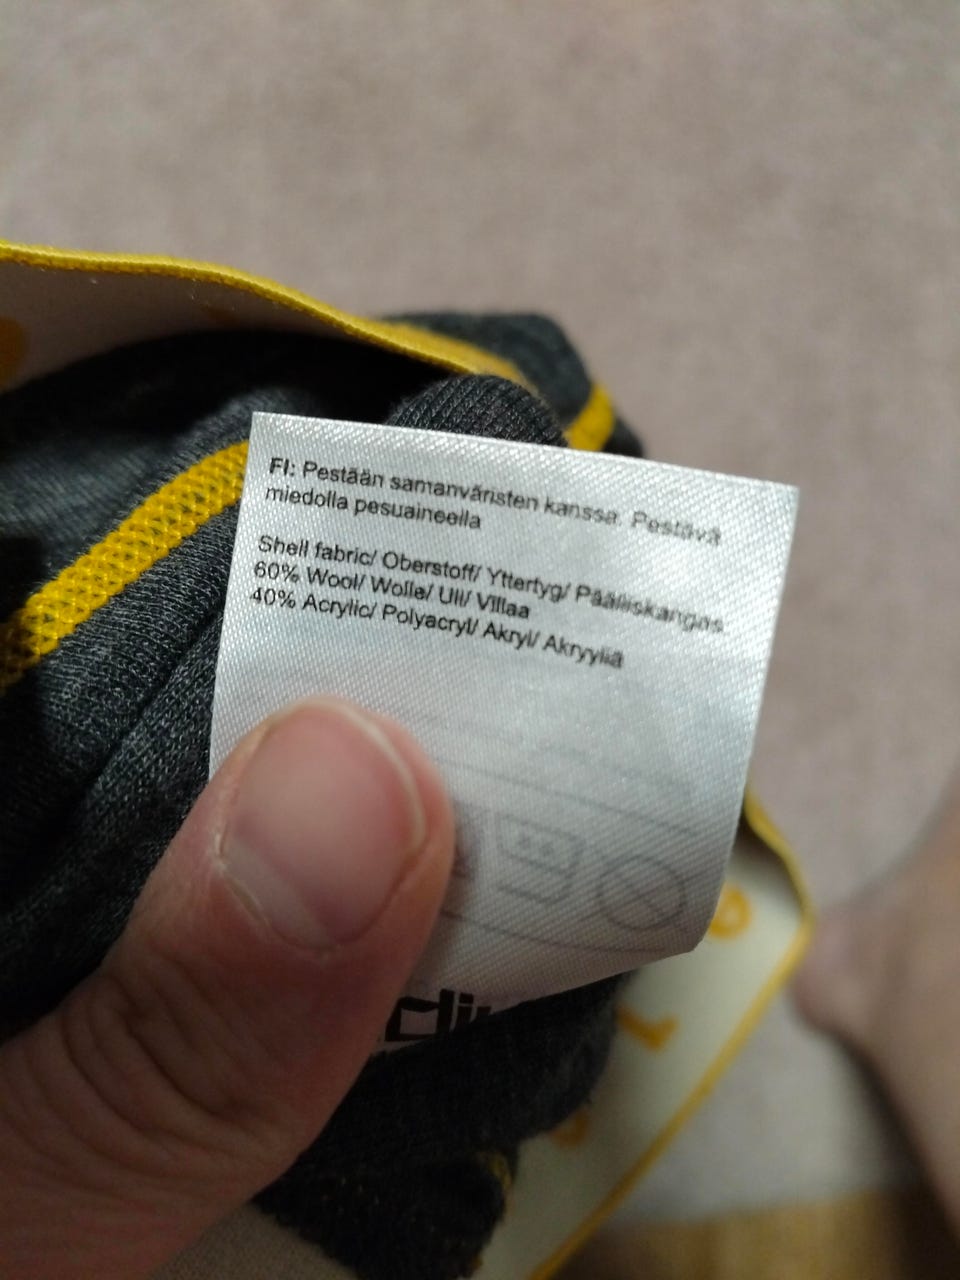 FI: Pestään samanväristen kanssa. Pestävä
miedolla pesuaineella
Shell fabric/ Oberstoff/ Yttertyg/ Päälliskangas
60% Wool/ Wolle/ Ull/ Villaa
40% Acrylic/ Polyacryl/ Akryl/ Akryyliä